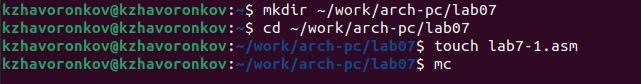 kzhavoronkov@kzhavoronkov:~$ mkdir ~/work/arch-pc/lab07
kzhavoronkov@kzhavoronkov:~$ cd ~/work/arch-pc/lab07
kzhavoronkov@kzhavoronkov:~/work/arch-pc/lab07$ touch lab7-1.asm
kzhavoronkov@kzhavoronkov:~/work/arch-pc/lab07$ mc